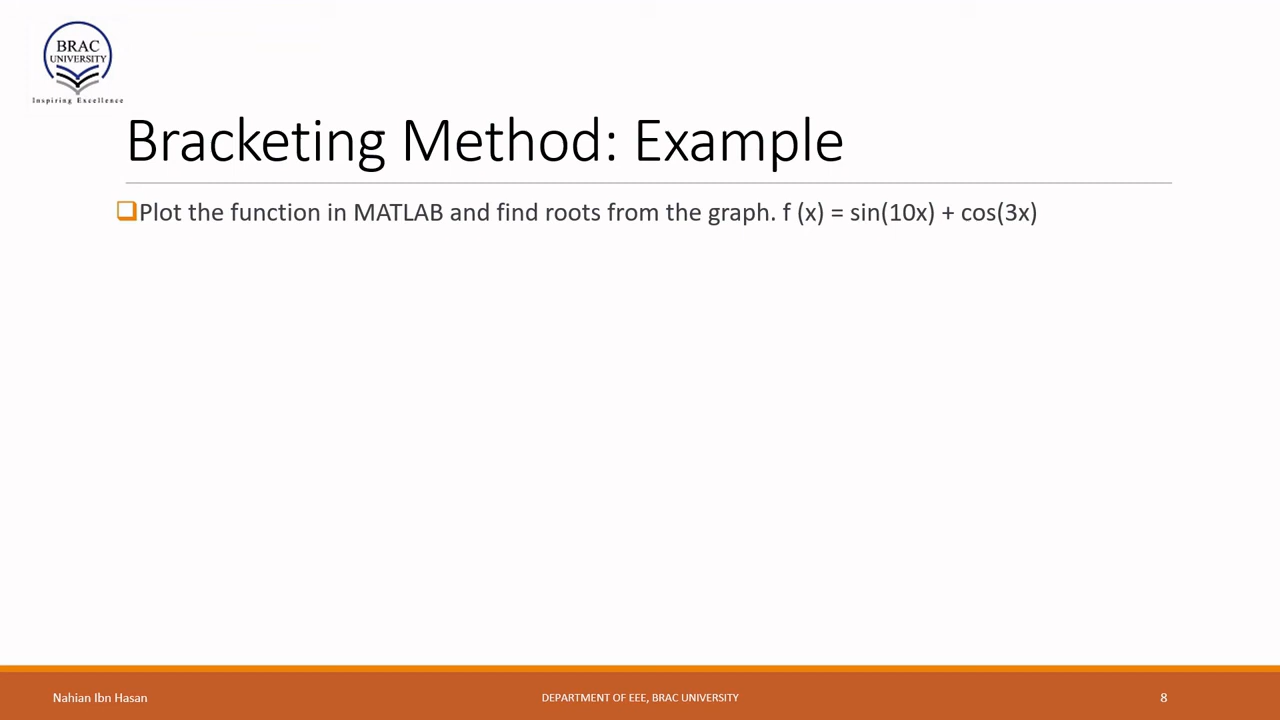 BRAC
UNIVERSITY
Inspiring Excellence
Bracketing Method: Example
Plot the function in MATLAB and find roots from the graph. f (x) = sin(10x) + cos(3x)
Nahian Ibn Hasan
DEPARTMENT OF EEE, BRAC UNIVERSITY
8